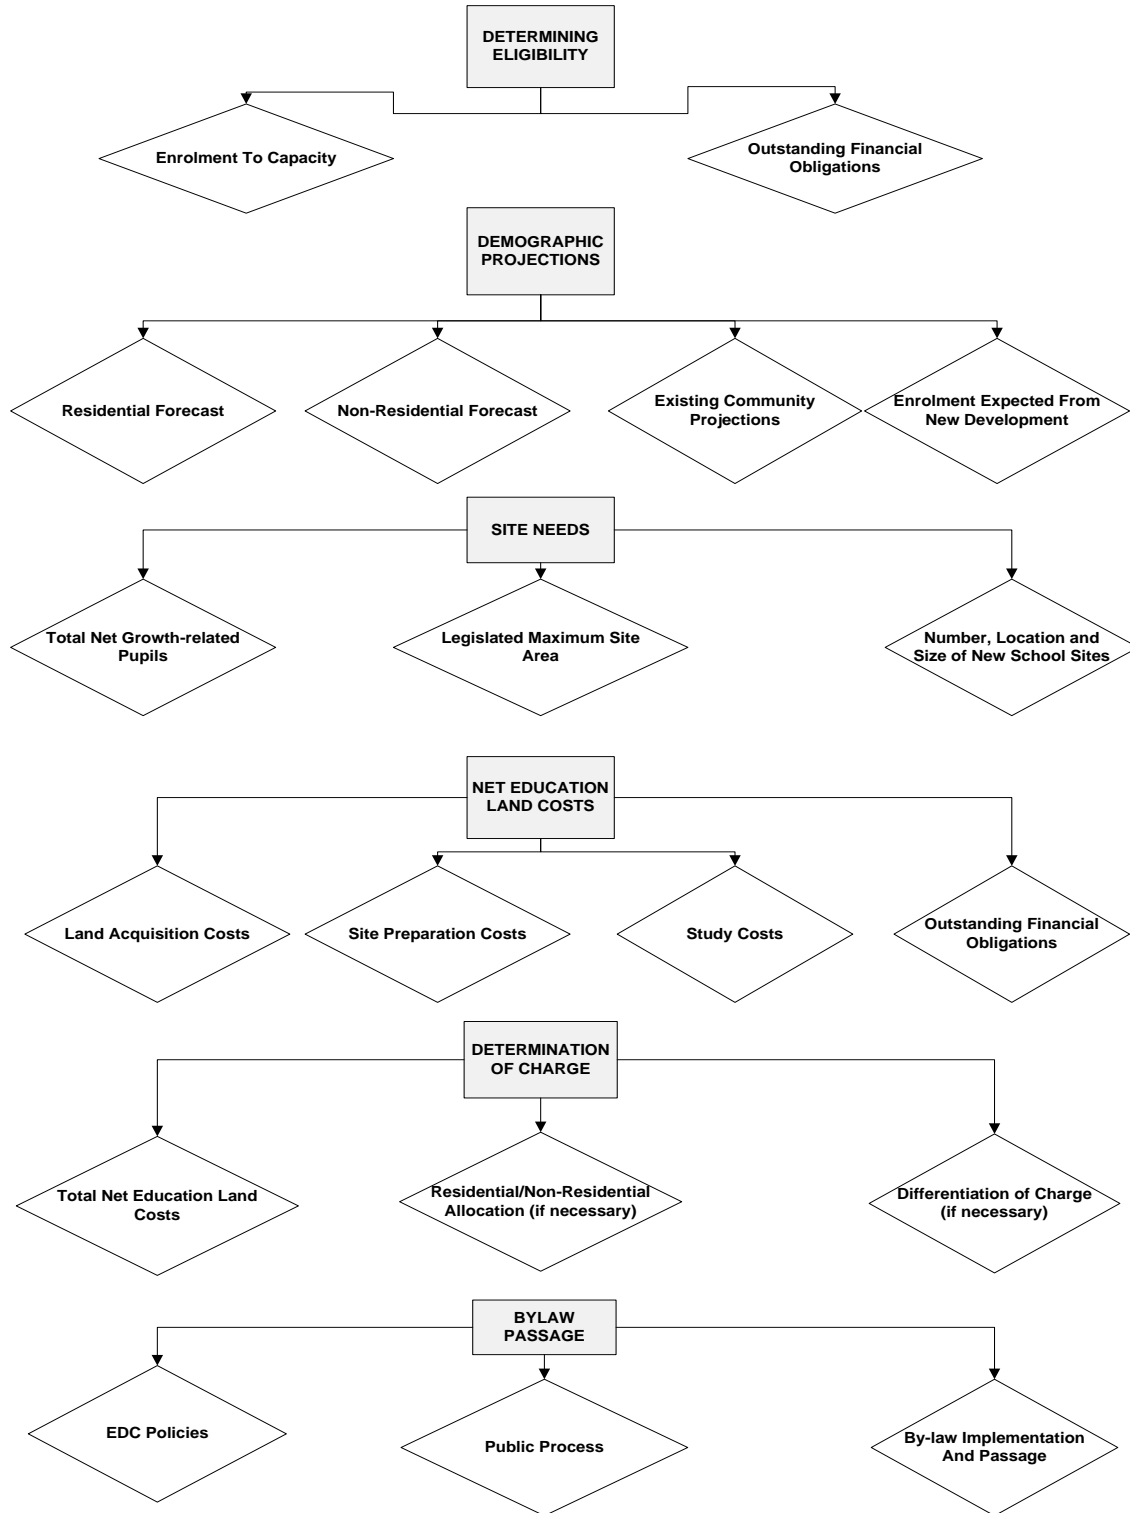 DETERMINING
ELIGIBILITY
Enrolment To Capacity
Outstanding Financial
Obligations
DEMOGRAPHIC
PROJECTIONS
Residential Forecast
Non-Residential Forecast
Existing Community
Projections
Enrolment Expected From
New Development
SITE NEEDS
Total Net Growth-related
Pupils
Legislated Maximum Site
Area
Number, Location and
Size of New School Sites
NET EDUCATION
LAND COSTS
Land Acquisition Costs
Site Preparation Costs
Study Costs
Outstanding Financial
Obligations
DETERMINATION
OF CHARGE
Total Net Education Land
Costs
Residential/Non-Residential
Allocation (if necessary)
Differentiation of Charge
(if necessary)
BYLAW
PASSAGE
EDC Policies
Public Process
By-law Implementation
And Passage